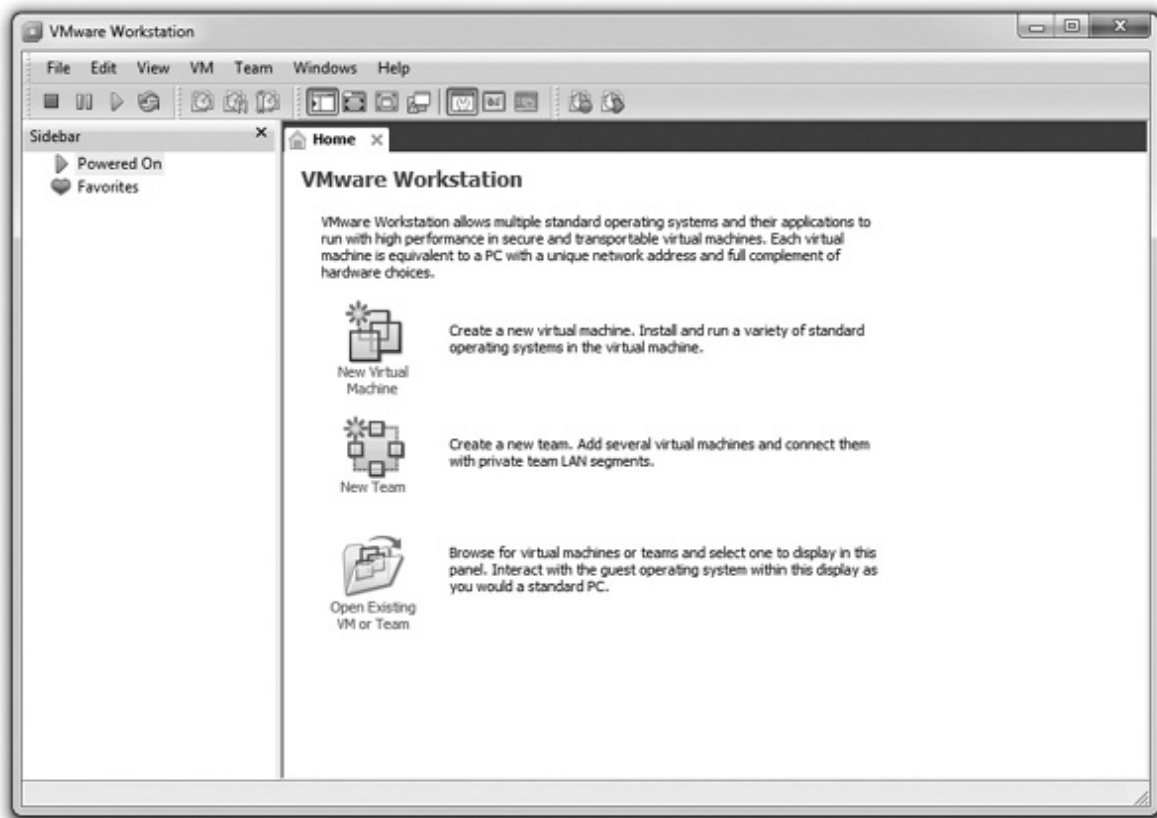 VMware Workstation
File Edit View VM Team Windows Help
Sidebar
Powered On
Favorites
Home
VMware Workstation
VMware Workstation allows multiple standard operating systems and their applications to
run with high performance in secure and transportable virtual machines. Each virtual
machine is equivalent to a PC with a unique network address and full complement of
hardware choices.
New Virtual
Machine
Create a new virtual machine. Install and run a variety of standard
operating systems in the virtual machine.
New Team
Create a new team. Add several virtual machines and connect them
with private team LAN segments.
Open Existing
VM or Team
Browse for virtual machines or teams and select one to display in this
panel. Interact with the guest operating system within this display as
you would a standard PC.